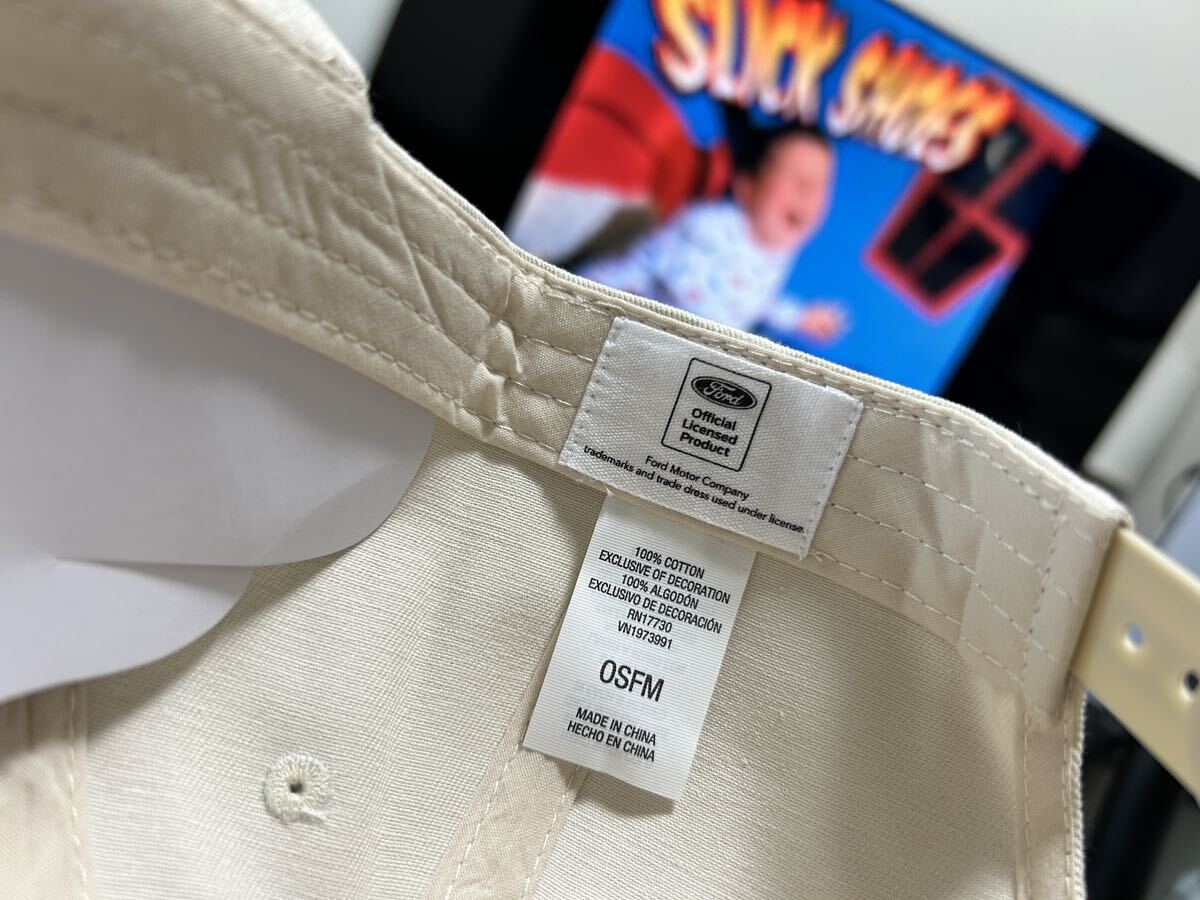 SLICK SHOES
Ford
Official
Licensed
Product
Ford Motor Company
trademarks and trade dress used under license.
100% COTTON
EXCLUSIVE OF DECORATION
100% ALGODÓN
EXCLUSIVO DE DECORACIÓN
RN17730
VN1973991
OSFM
MADE IN CHINA
HECHO EN CHINA